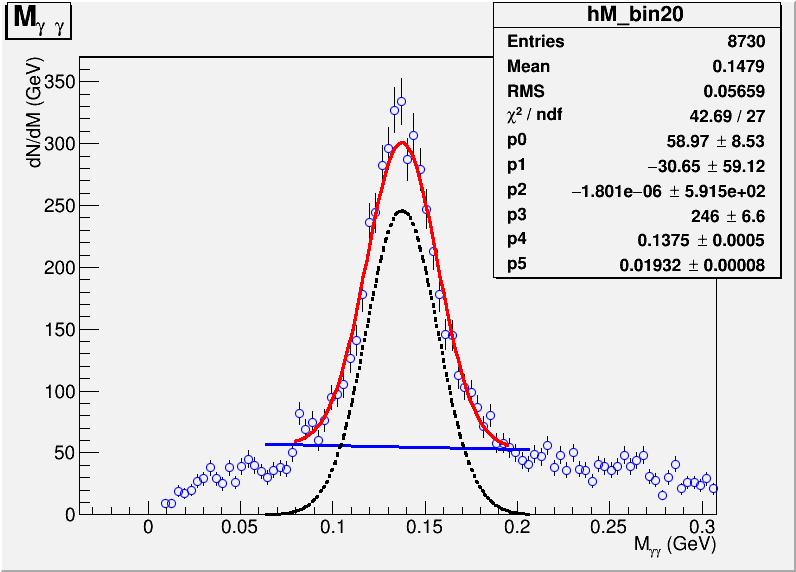 M_γγ
hM_bin20
Entries 8730
Mean 0.1479
RMS 0.05659
χ² / ndf 42.69 / 27
p0 58.97 ± 8.53
p1 −30.65 ± 59.12
p2 −1.801e−06 ± 5.915e+02
p3 246 ± 6.6
p4 0.1375 ± 0.0005
p5 0.01932 ± 0.00008
dN/dM (GeV)
350
300
250
200
150
100
50
0
0 0.05 0.1 0.15 0.2 0.25 0.3
M_γγ (GeV)